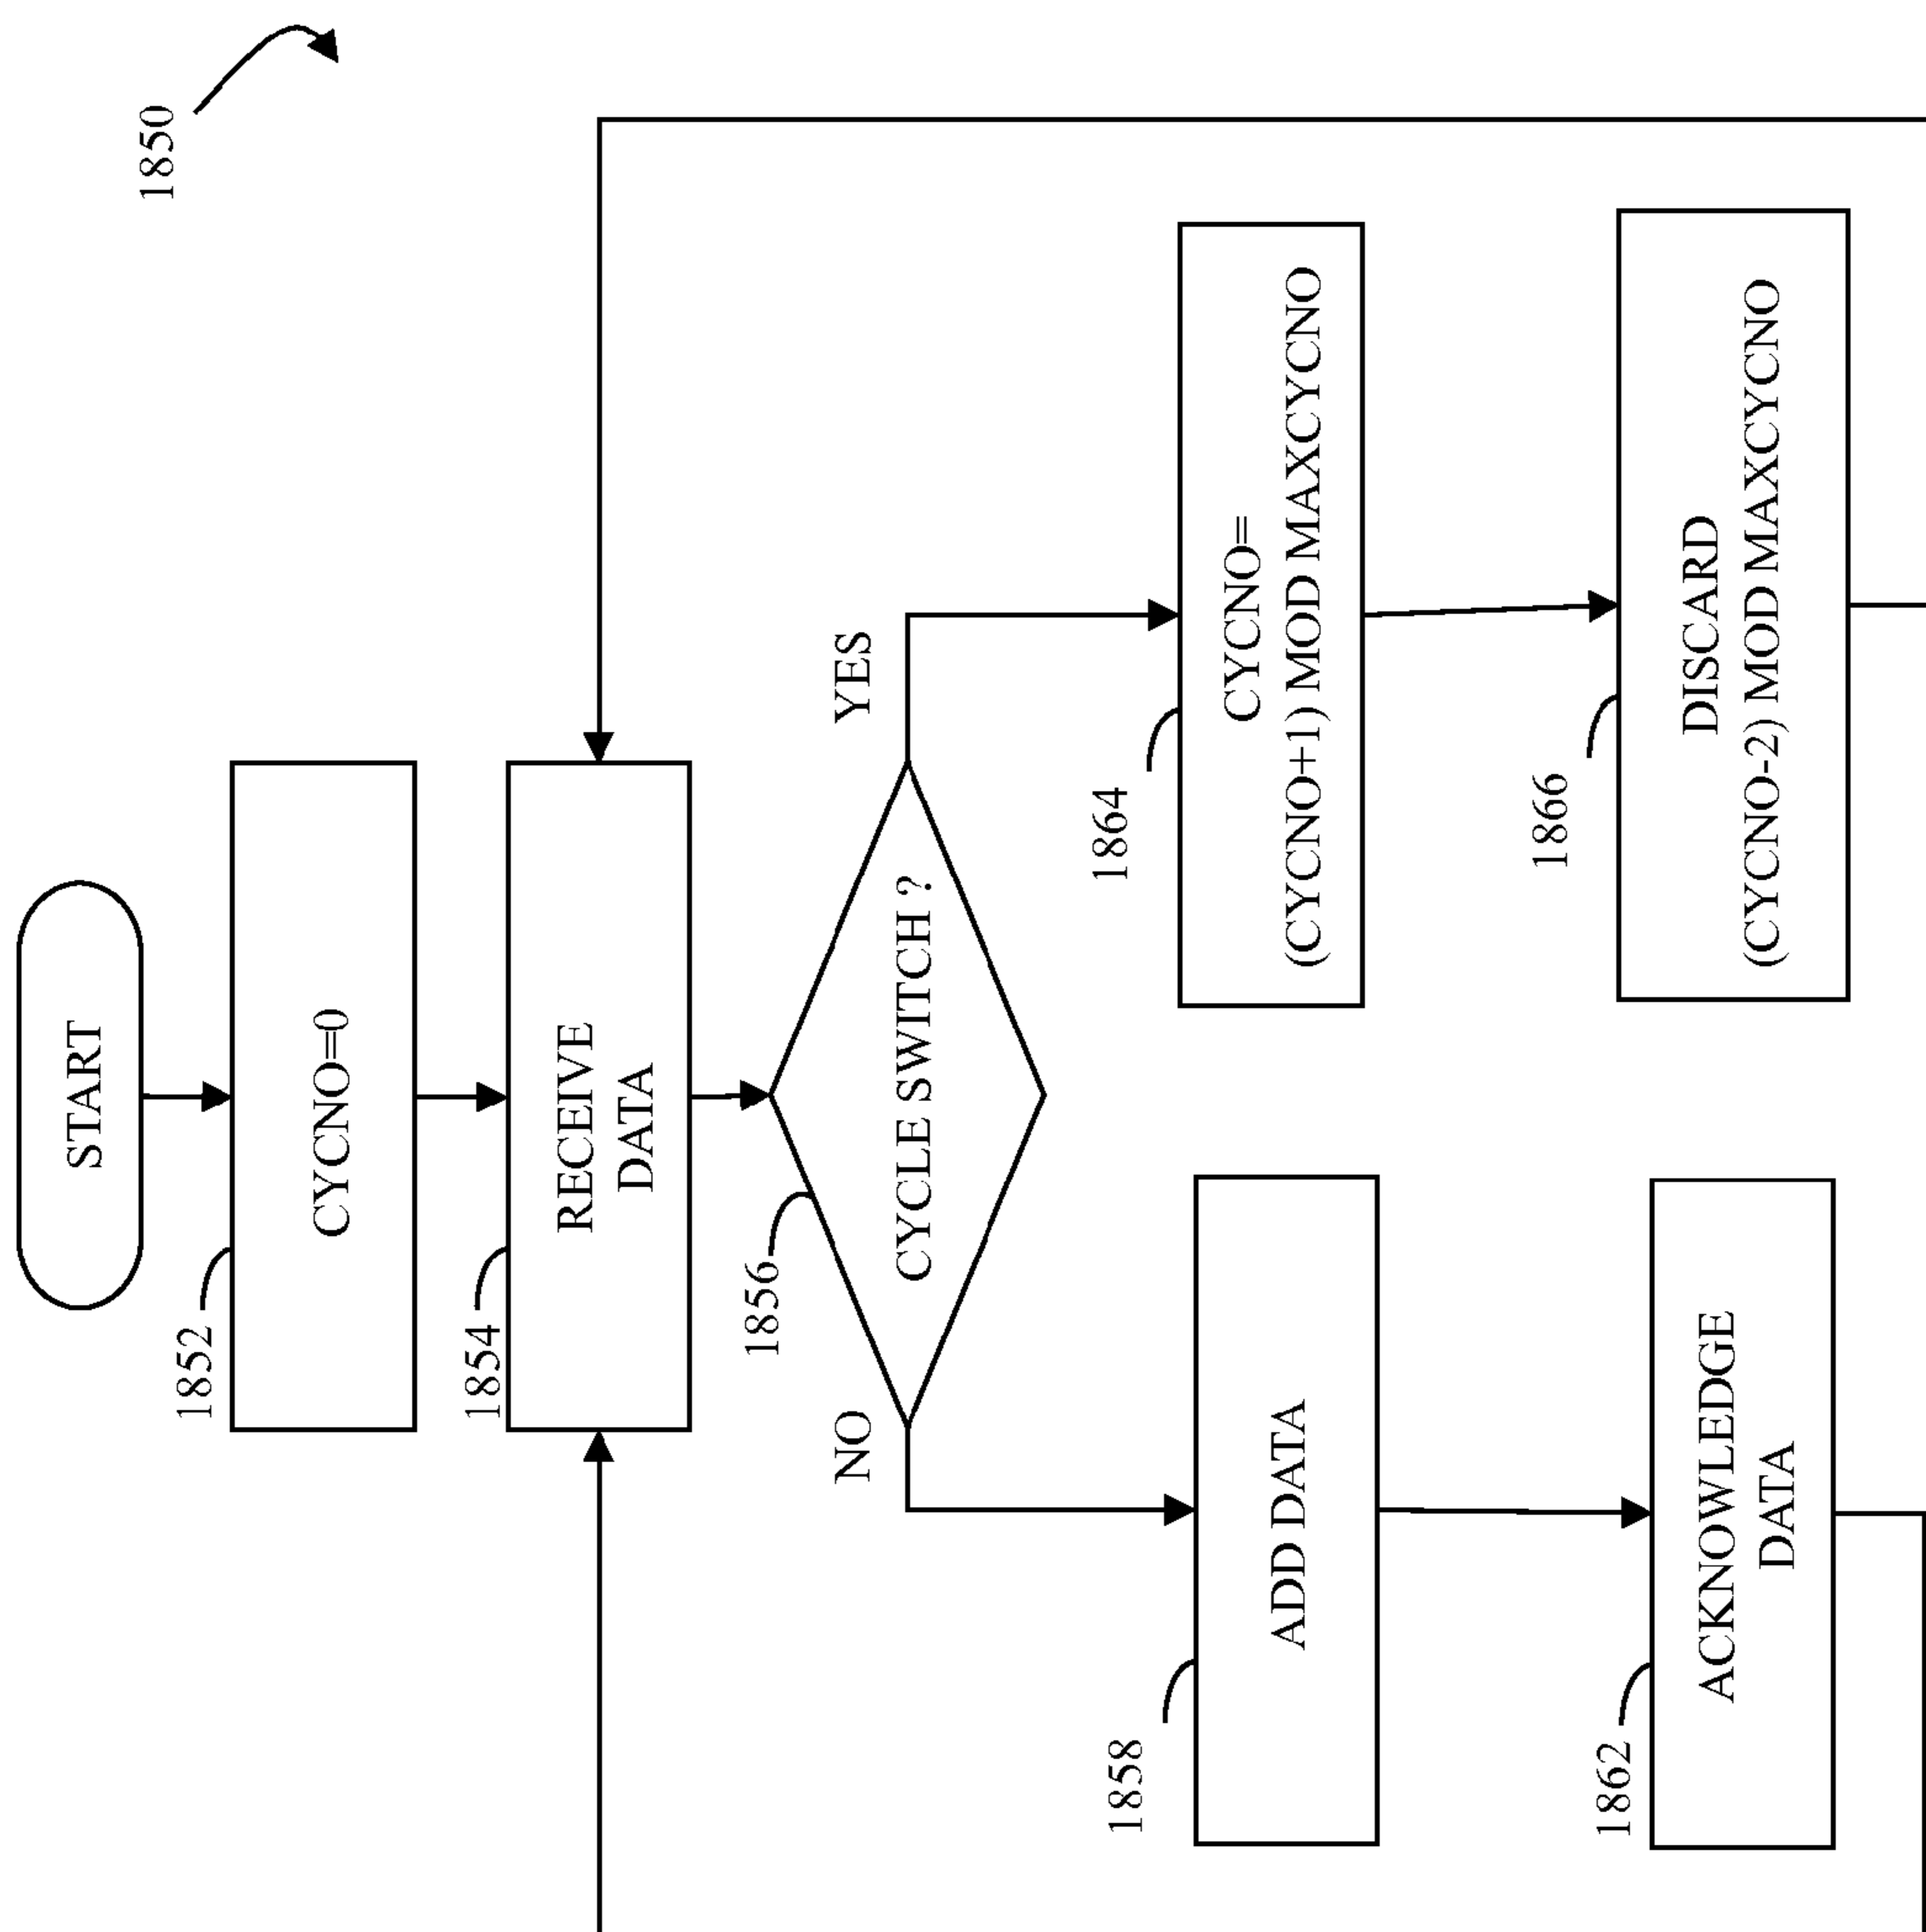 1850
START
1852
CYCNO=0
1854
RECEIVE
DATA
1856
CYCLE SWITCH ?
NO
YES
1858
ADD DATA
1864
CYCNO=
(CYCNO+1) MOD MAXCYCNO
1862
ACKNOWLEDGE
DATA
1866
DISCARD
(CYCNO-2) MOD MAXCYCNO